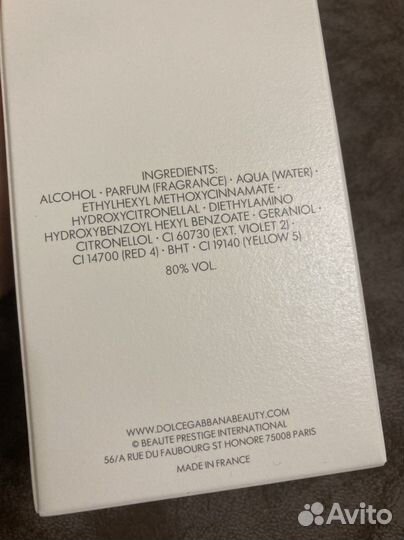 INGREDIENTS:
ALCOHOL · PARFUM (FRAGRANCE) · AQUA (WATER) ·
ETHYLHEXYL METHOXYCINNAMATE ·
HYDROXYCITRONELLAL · DIETHYLAMINO
HYDROXYBENZOYL HEXYL BENZOATE · GERANIOL ·
CITRONELLOL · CI 60730 (EXT. VIOLET 2) ·
CI 14700 (RED 4) · BHT · CI 19140 (YELLOW 5)
80% VOL.
WWW.DOLCEGABBANABEAUTY.COM
© BEAUTE PRESTIGE INTERNATIONAL
56/A RUE DU FAUBOURG ST HONORE 75008 PARIS
MADE IN FRANCE
Avito